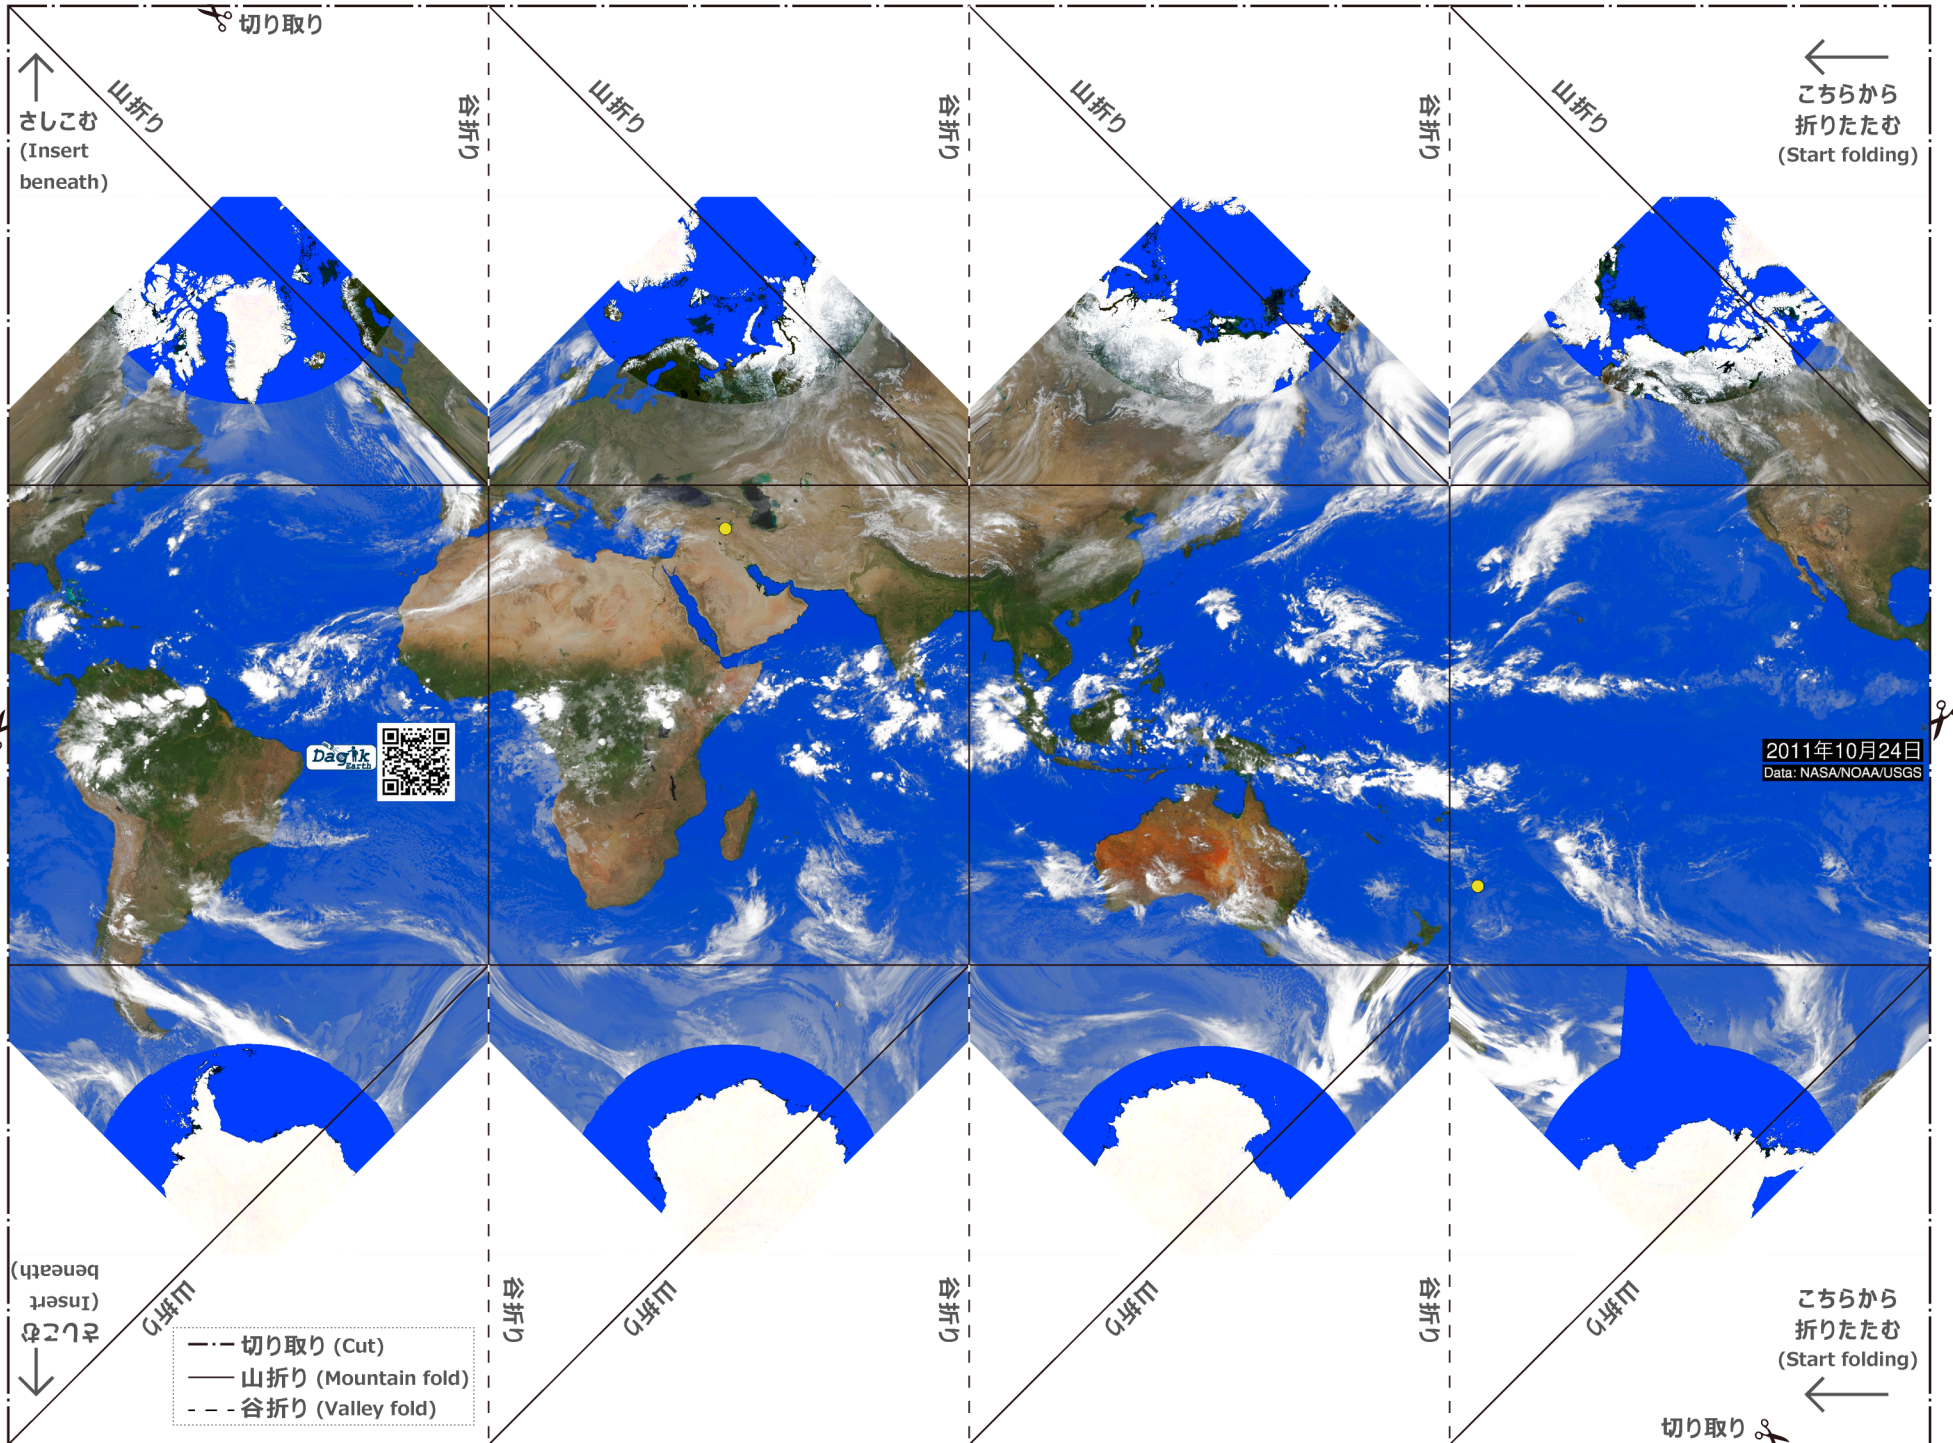 切り取り
さしこむ
(Insert
beneath)
山折り
谷折り
山折り
谷折り
山折り
谷折り
山折り
こちらから
折りたたむ
(Start folding)
Dagik
Earth
2011年10月24日
Data: NASA/NOAA/USGS
さしこむ
(Insert
beneath)
山折り
谷折り
山折り
谷折り
山折り
谷折り
山折り
こちらから
折りたたむ
(Start folding)
切り取り (Cut)
山折り (Mountain fold)
谷折り (Valley fold)
切り取り